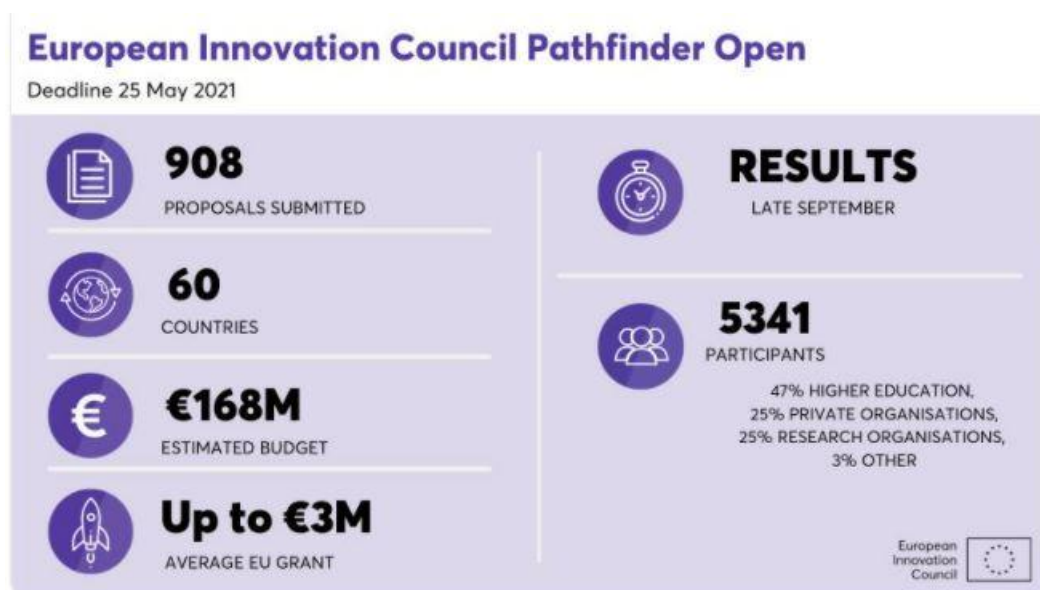 European Innovation Council Pathfinder Open
Deadline 25 May 2021
908
PROPOSALS SUBMITTED
60
COUNTRIES
€
€168M
ESTIMATED BUDGET
Up to €3M
AVERAGE EU GRANT
RESULTS
LATE SEPTEMBER
5341
PARTICIPANTS
47% HIGHER EDUCATION,
25% PRIVATE ORGANISATIONS,
25% RESEARCH ORGANISATIONS,
3% OTHER
European
Innovation
Council